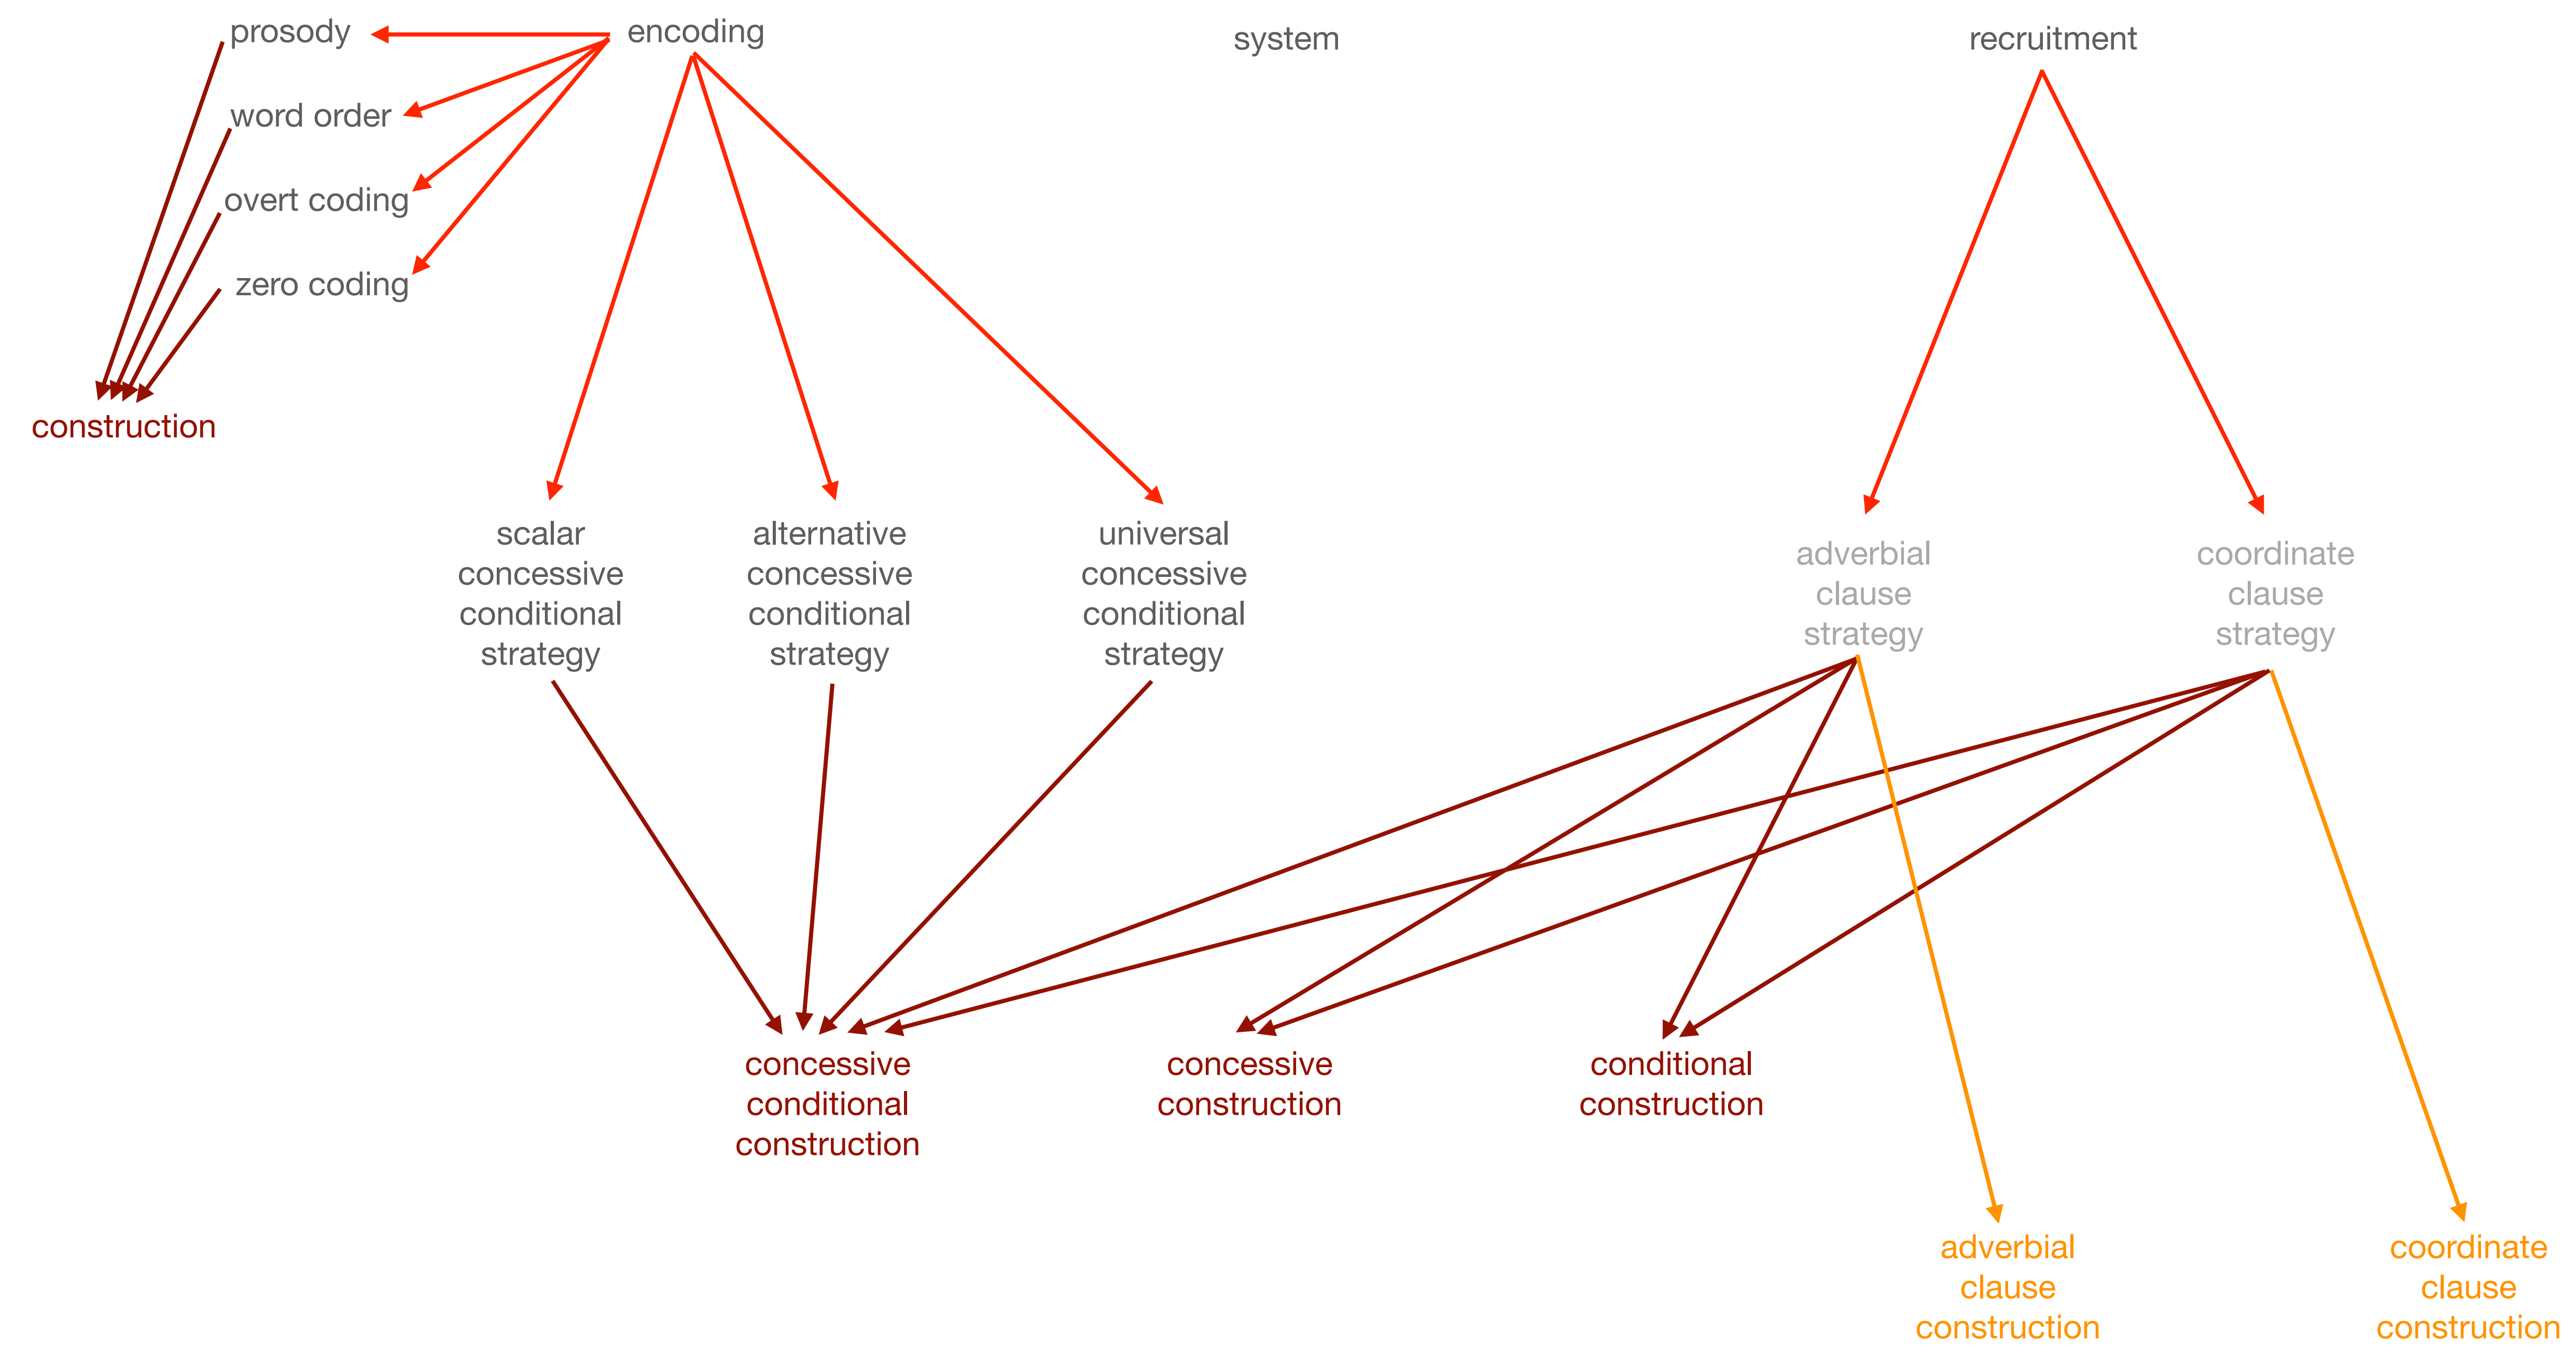 prosody
encoding
system
recruitment
word order
overt coding
zero coding
construction
scalar
concessive
conditional
strategy
alternative
concessive
conditional
strategy
universal
concessive
conditional
strategy
adverbial
clause
strategy
coordinate
clause
strategy
concessive
conditional
construction
concessive
construction
conditional
construction
adverbial
clause
construction
coordinate
clause
construction